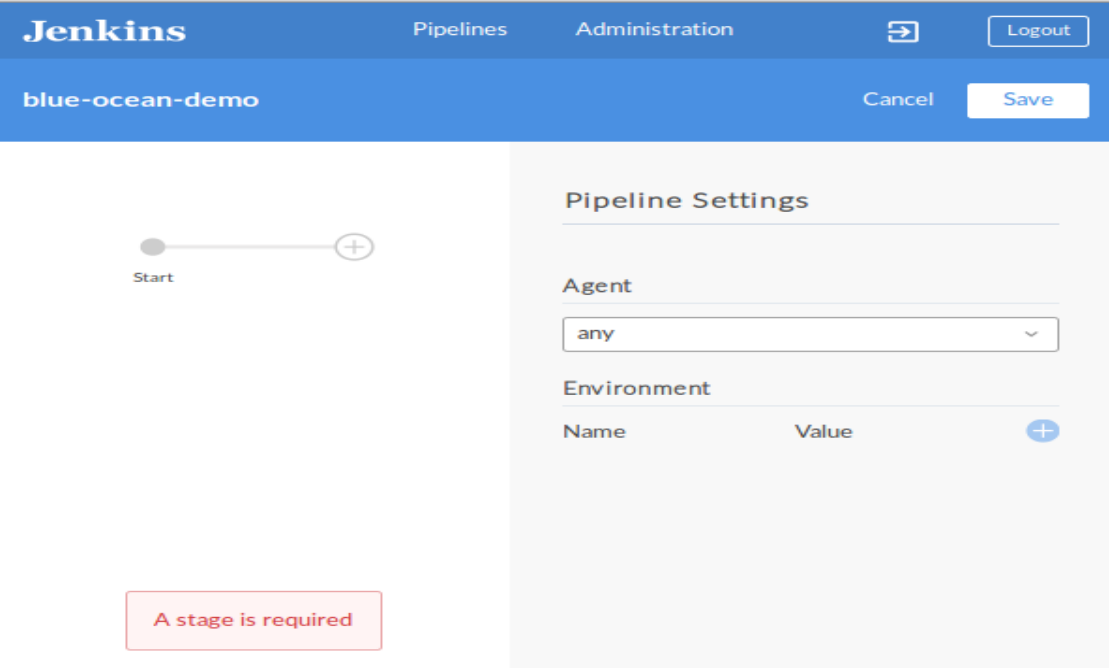 Jenkins Pipelines Administration Logout
blue-ocean-demo Cancel Save
Pipeline Settings
Start
Agent
any
Environment
Name Value
A stage is required